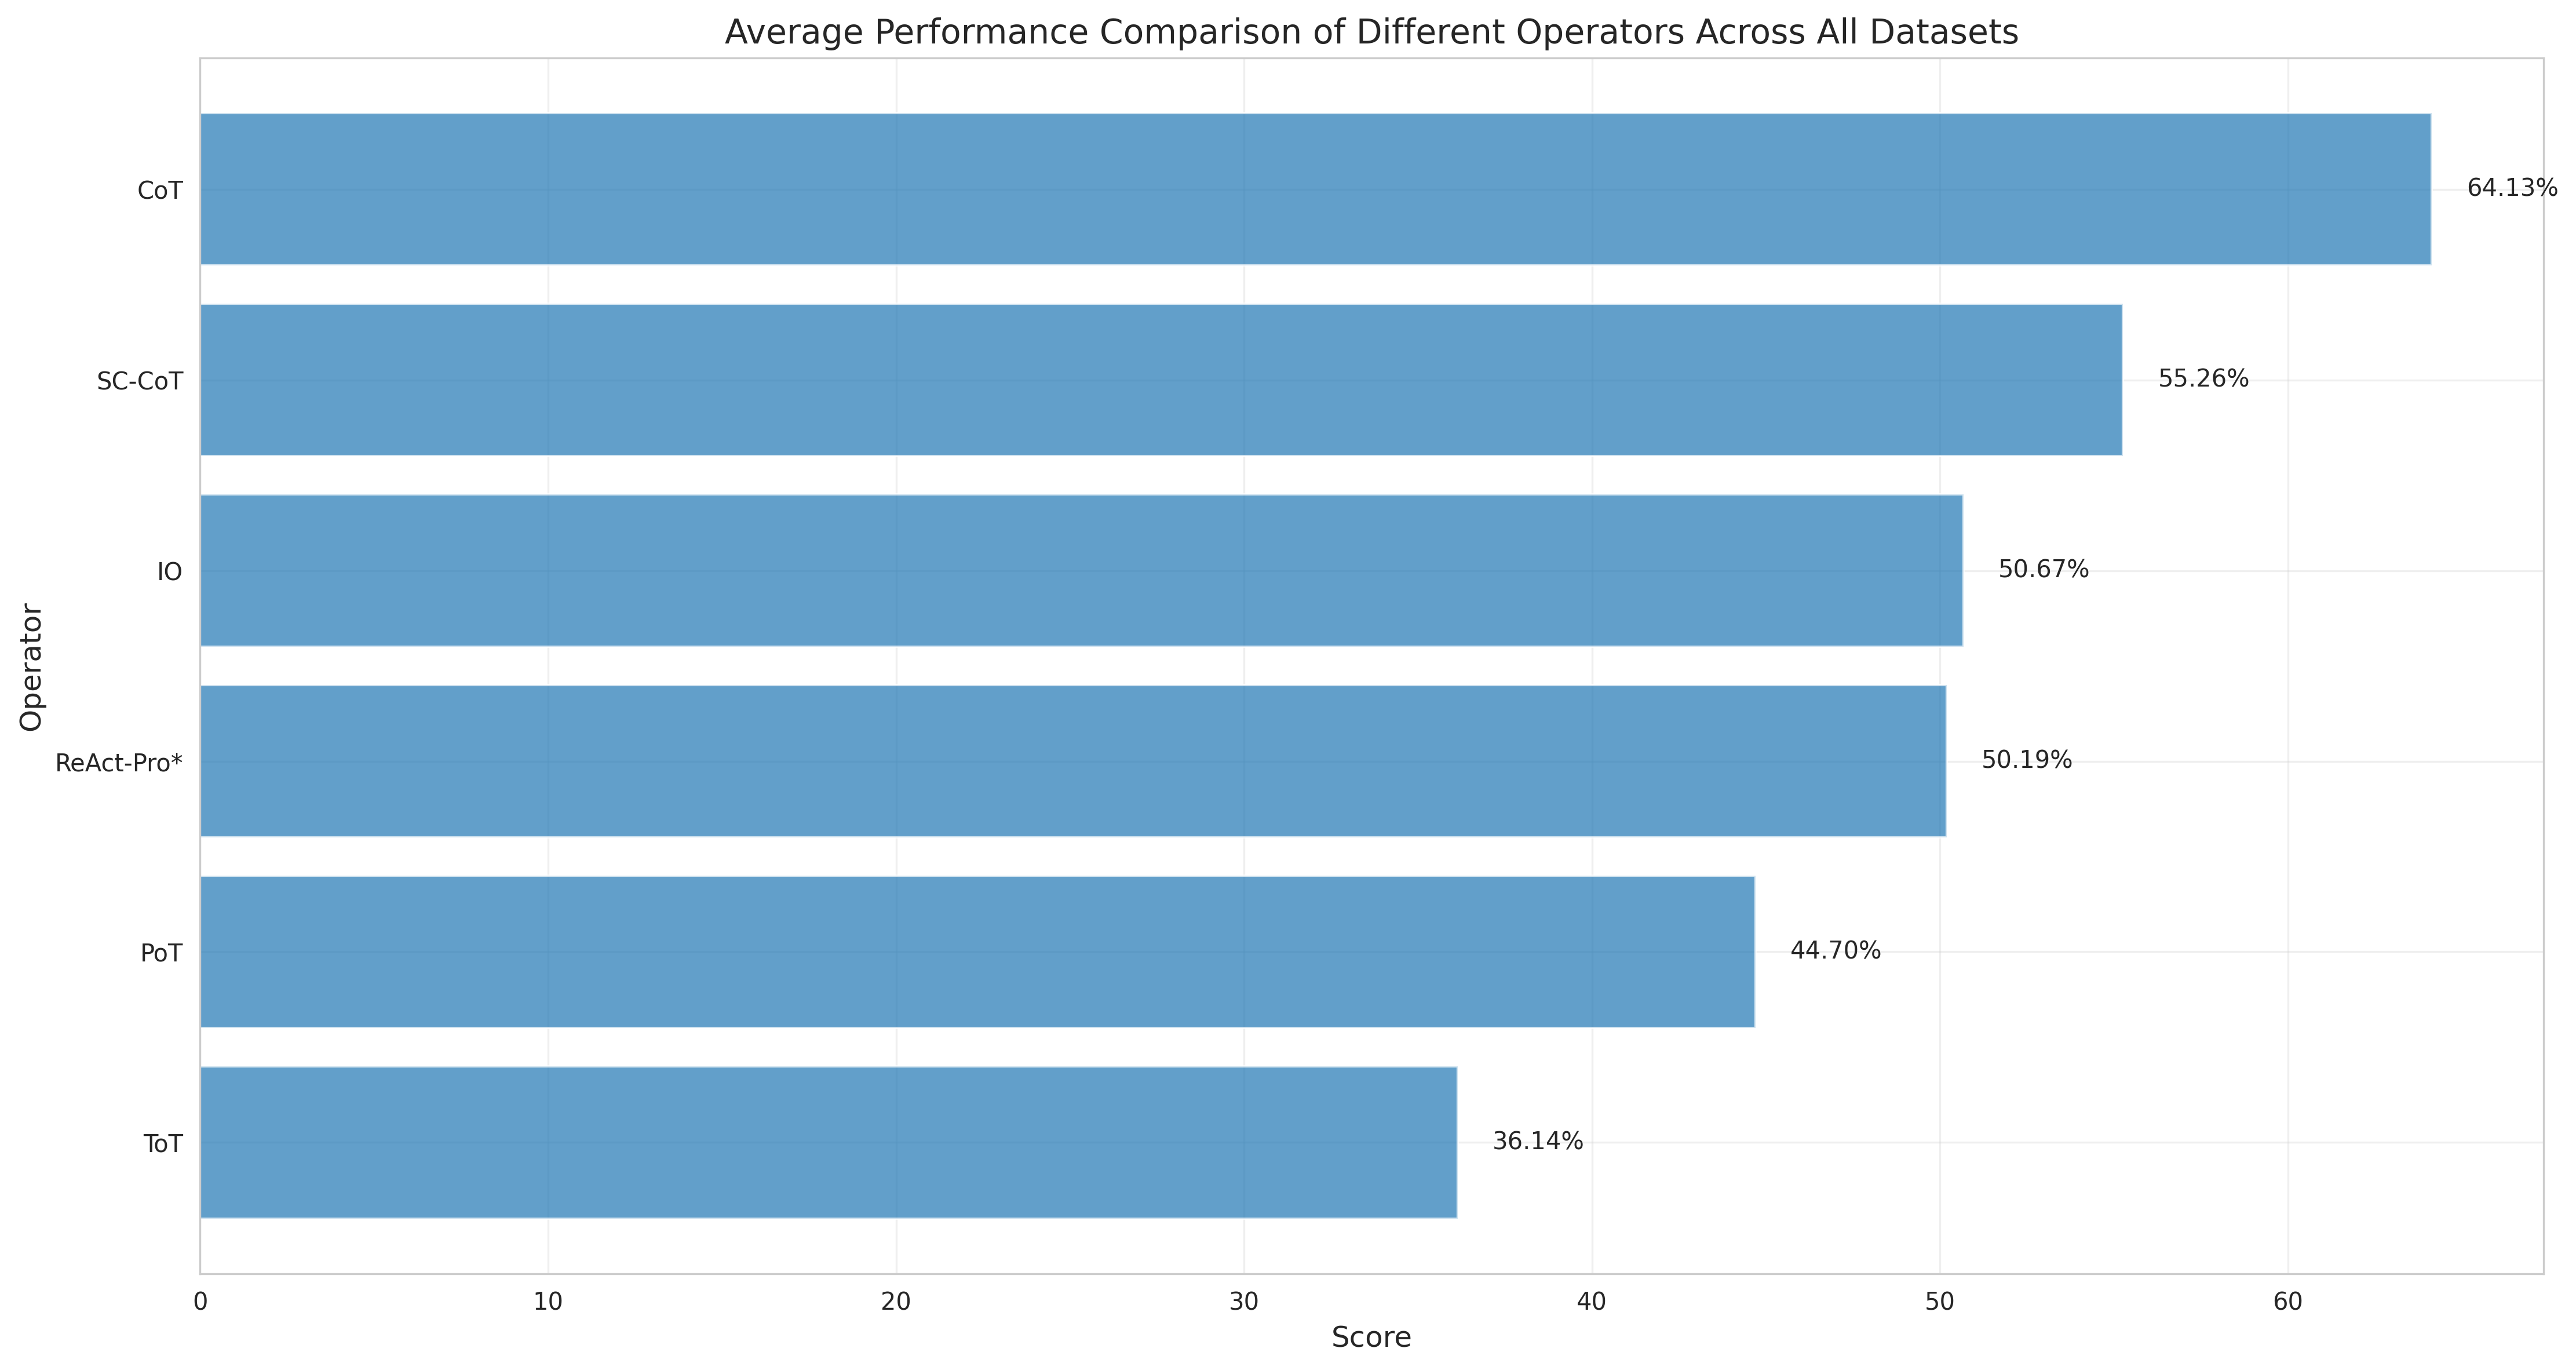 Average Performance Comparison of Different Operators Across All Datasets
Operator
CoT
64.13%
SC-CoT
55.26%
IO
50.67%
ReAct-Pro*
50.19%
PoT
44.70%
ToT
36.14%
0 10 20 30 40 50 60
Score